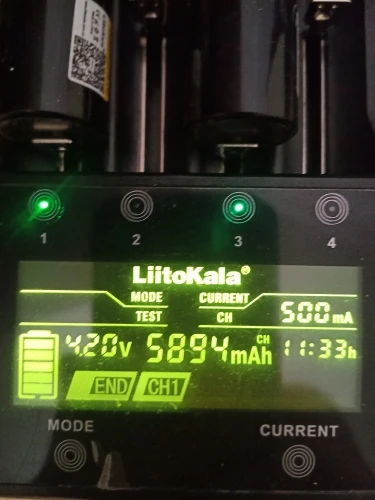 1 2 3 4
LiitoKala®
MODE CURRENT
TEST CH 500mA
4.20v 5894mAh CH 11:33h
END CH1
MODE CURRENT